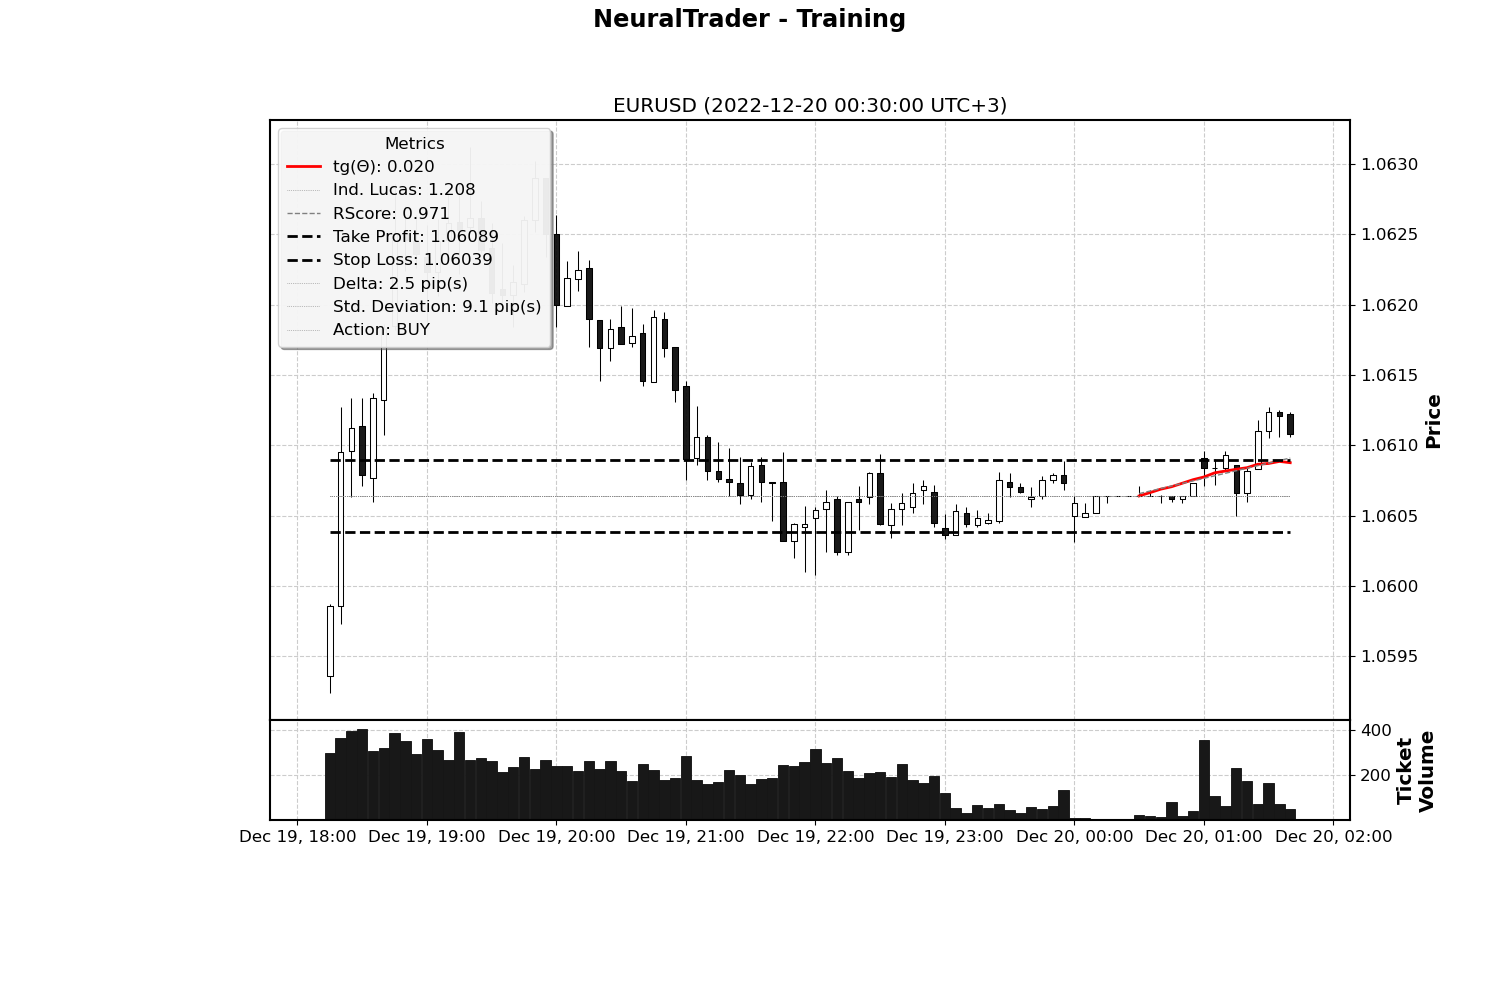 NeuralTrader - Training
EURUSD (2022-12-20 00:30:00 UTC+3)
Metrics
tg(Θ): 0.020
Ind. Lucas: 1.208
RScore: 0.971
Take Profit: 1.06089
Stop Loss: 1.06039
Delta: 2.5 pip(s)
Std. Deviation: 9.1 pip(s)
Action: BUY
1.0630
1.0625
1.0620
1.0615
1.0610
1.0605
1.0600
1.0595
Price
400
200
Ticket
Volume
Dec 19, 18:00
Dec 19, 19:00
Dec 19, 20:00
Dec 19, 21:00
Dec 19, 22:00
Dec 19, 23:00
Dec 20, 00:00
Dec 20, 01:00
Dec 20, 02:00